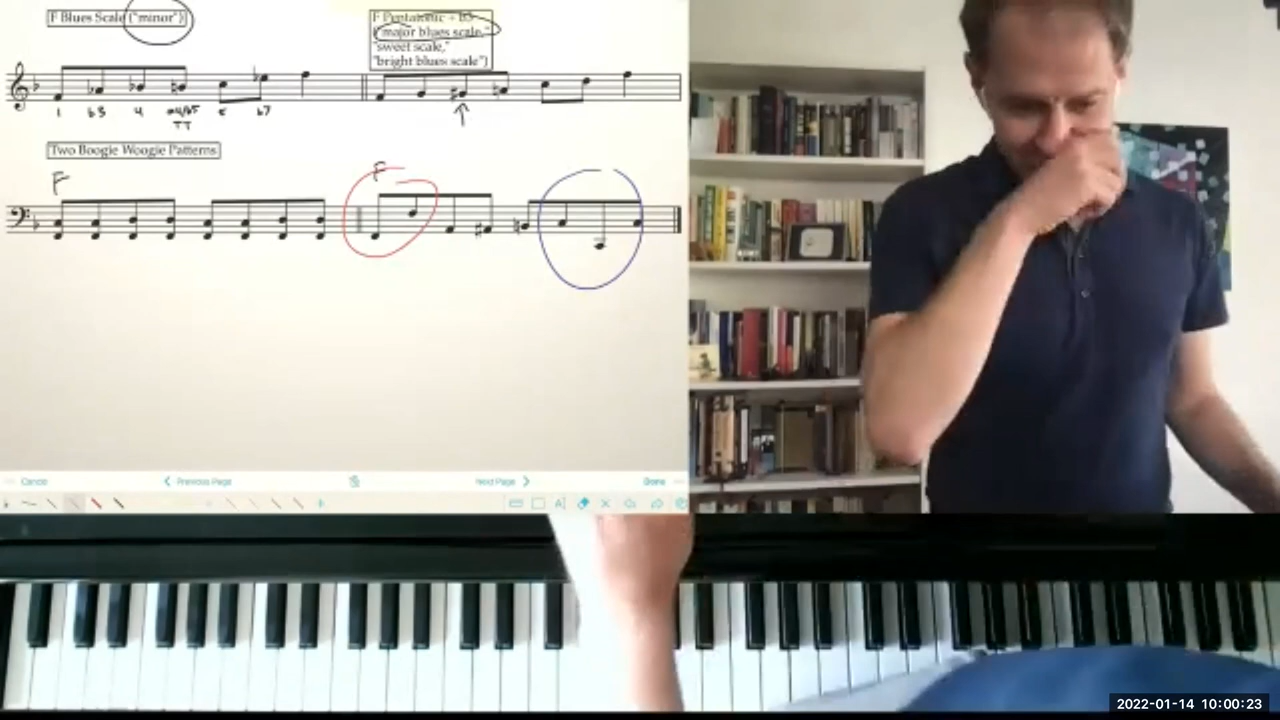 F Blues Scale ("minor")
F Pentatonic + b3
("major blues scale,"
"sweet scale,"
"bright blues scale")
1 b3 4 #4/b5 5 b7
TT
Two Boogie Woogie Patterns
F F
Cancel Previous Page Next Page Done
2022-01-14 10:00:23